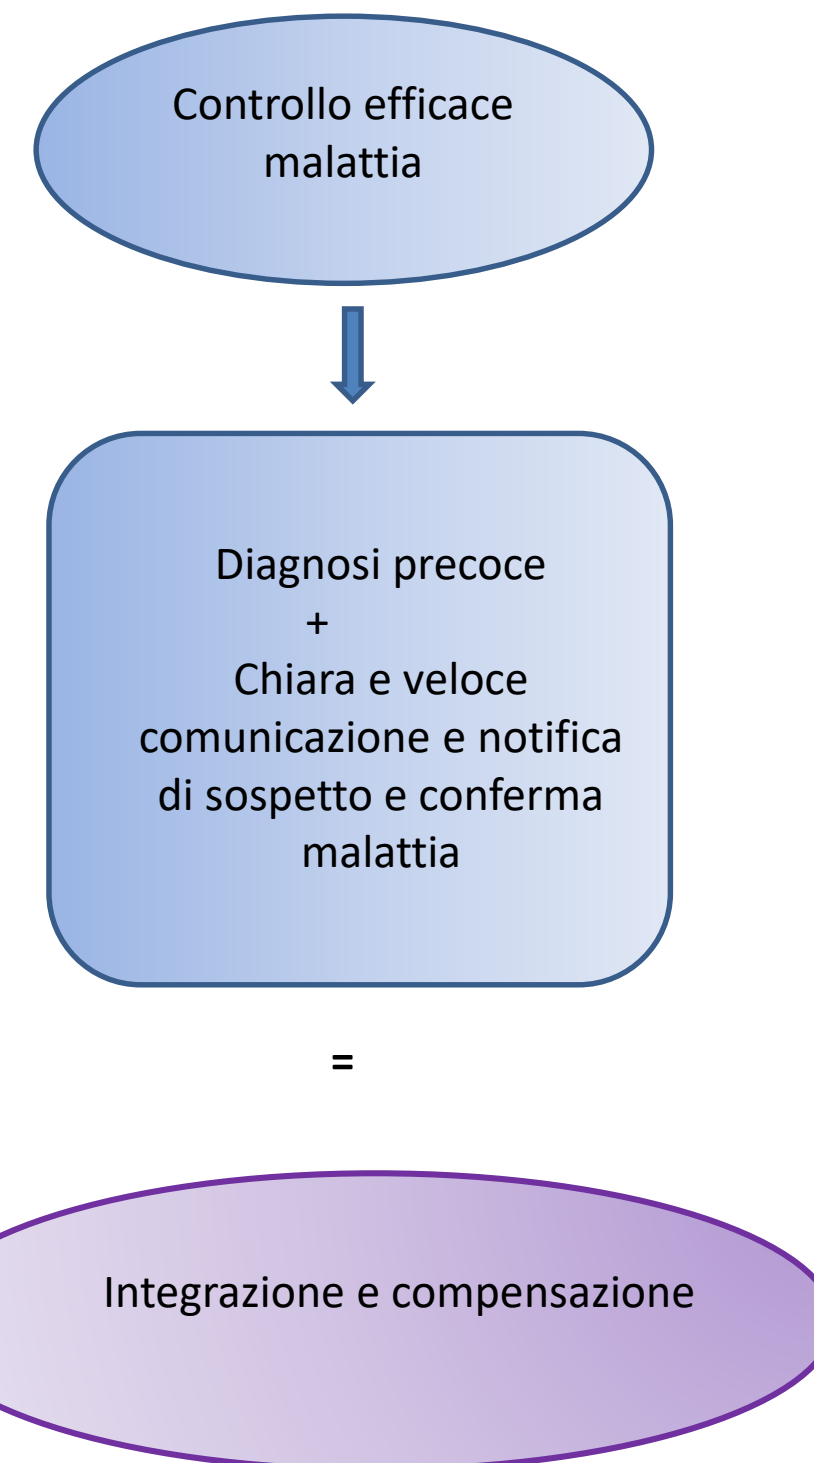 Controllo efficace
malattia
Diagnosi precoce
+
Chiara e veloce
comunicazione e notifica
di sospetto e conferma
malattia
=
Integrazione e compensazione